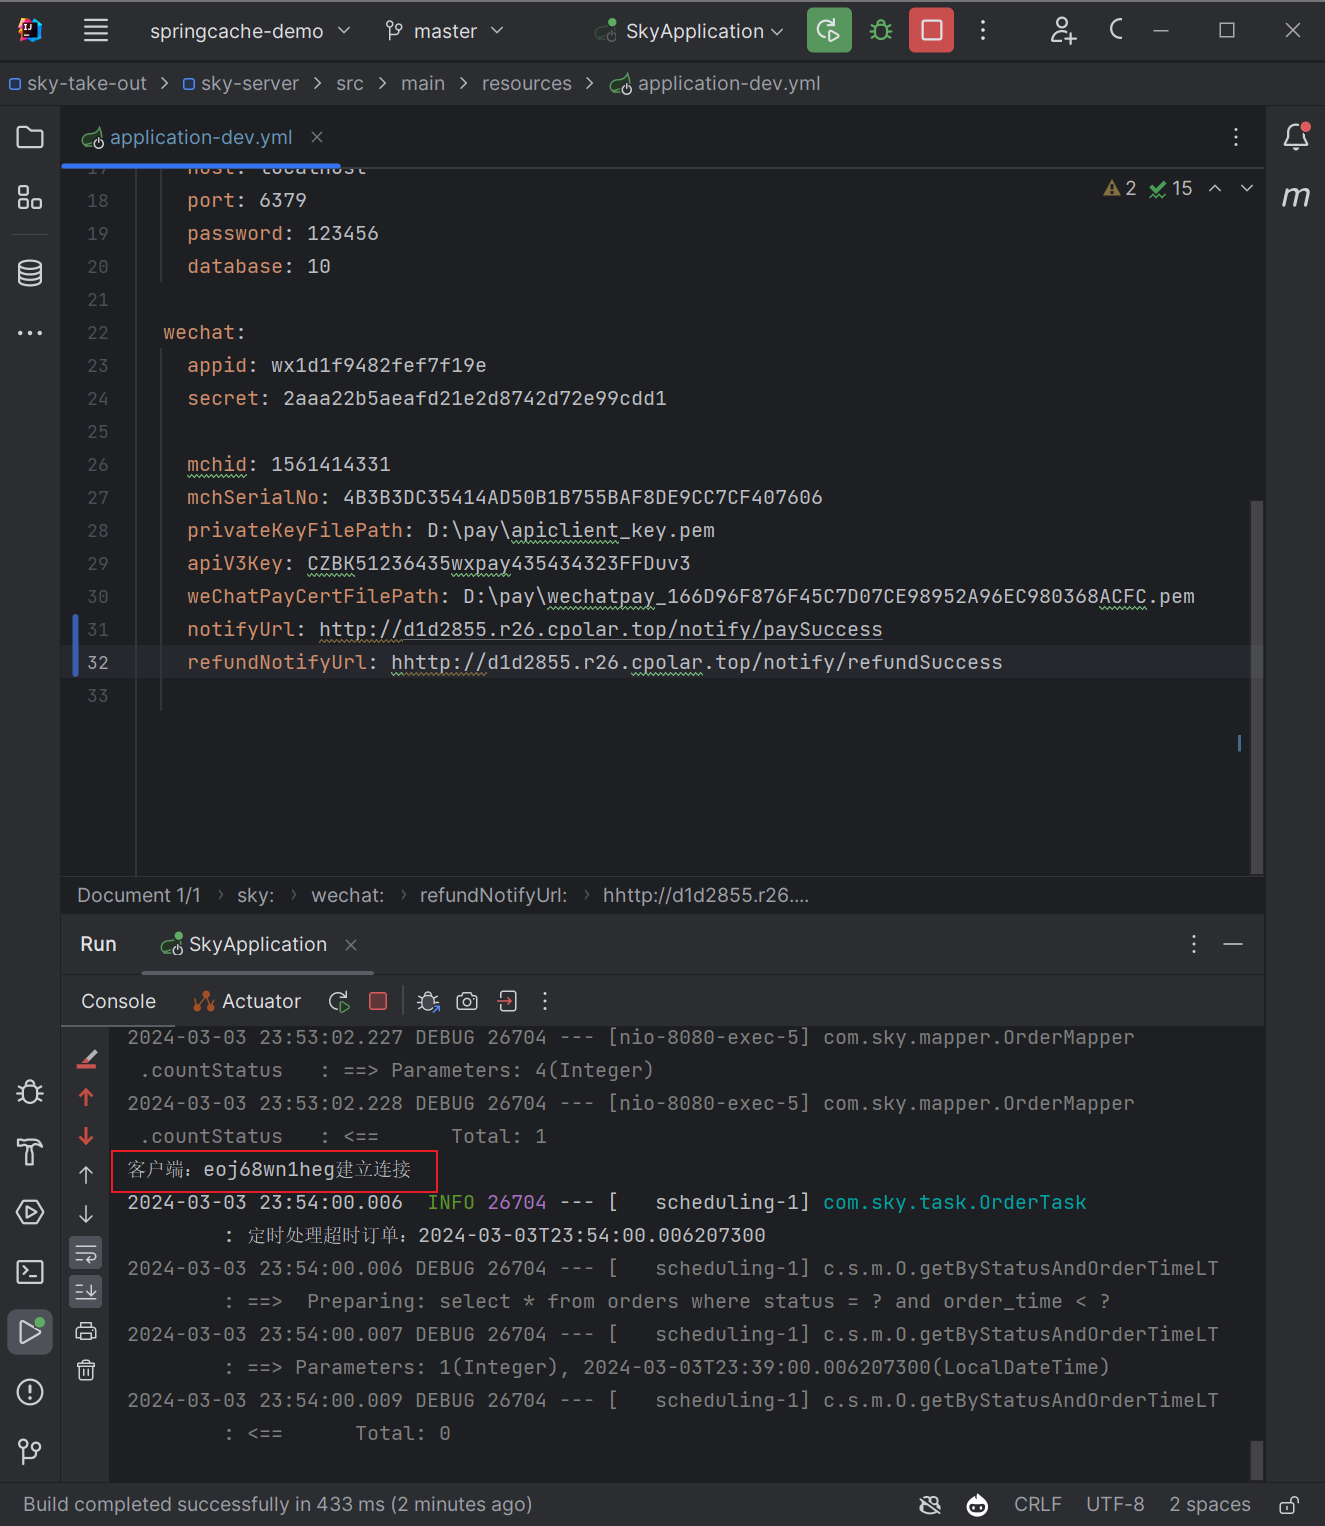 springcache-demo master SkyApplication
sky-take-out > sky-server > src > main > resources > application-dev.yml
application-dev.yml
17 host: localhost
2 15
18 port: 6379
19 password: 123456
20 database: 10
21
22 wechat:
23 appid: wx1d1f9482fef7f19e
24 secret: 2aaa22b5aeafd21e2d8742d72e99cdd1
25
26 mchid: 1561414331
27 mchSerialNo: 4B3B3DC35414AD50B1B755BAF8DE9CC7CF407606
28 privateKeyFilePath: D:\pay\apiclient_key.pem
29 apiV3Key: CZBK51236435wxpay435434323FFDuv3
30 weChatPayCertFilePath: D:\pay\wechatpay_166D96F876F45C7D07CE98952A96EC980368ACFC.pem
31 notifyUrl: http://d1d2855.r26.cpolar.top/notify/paySuccess
32 refundNotifyUrl: hhttp://d1d2855.r26.cpolar.top/notify/refundSuccess
33
Document 1/1 > sky: > wechat: > refundNotifyUrl: > hhttp://d1d2855.r26....
Run SkyApplication
Console Actuator
2024-03-03 23:53:02.227 DEBUG 26704 --- [nio-8080-exec-5] com.sky.mapper.OrderMapper
.countStatus : ==> Parameters: 4(Integer)
2024-03-03 23:53:02.228 DEBUG 26704 --- [nio-8080-exec-5] com.sky.mapper.OrderMapper
.countStatus : <== Total: 1
客户端：eoj68wn1heg建立连接
2024-03-03 23:54:00.006 INFO 26704 --- [ scheduling-1] com.sky.task.OrderTask
: 定时处理超时订单：2024-03-03T23:54:00.006207300
2024-03-03 23:54:00.006 DEBUG 26704 --- [ scheduling-1] c.s.m.O.getByStatusAndOrderTimeLT
: ==> Preparing: select * from orders where status = ? and order_time < ?
2024-03-03 23:54:00.007 DEBUG 26704 --- [ scheduling-1] c.s.m.O.getByStatusAndOrderTimeLT
: ==> Parameters: 1(Integer), 2024-03-03T23:39:00.006207300(LocalDateTime)
2024-03-03 23:54:00.009 DEBUG 26704 --- [ scheduling-1] c.s.m.O.getByStatusAndOrderTimeLT
: <== Total: 0
Build completed successfully in 433 ms (2 minutes ago) CRLF UTF-8 2 spaces